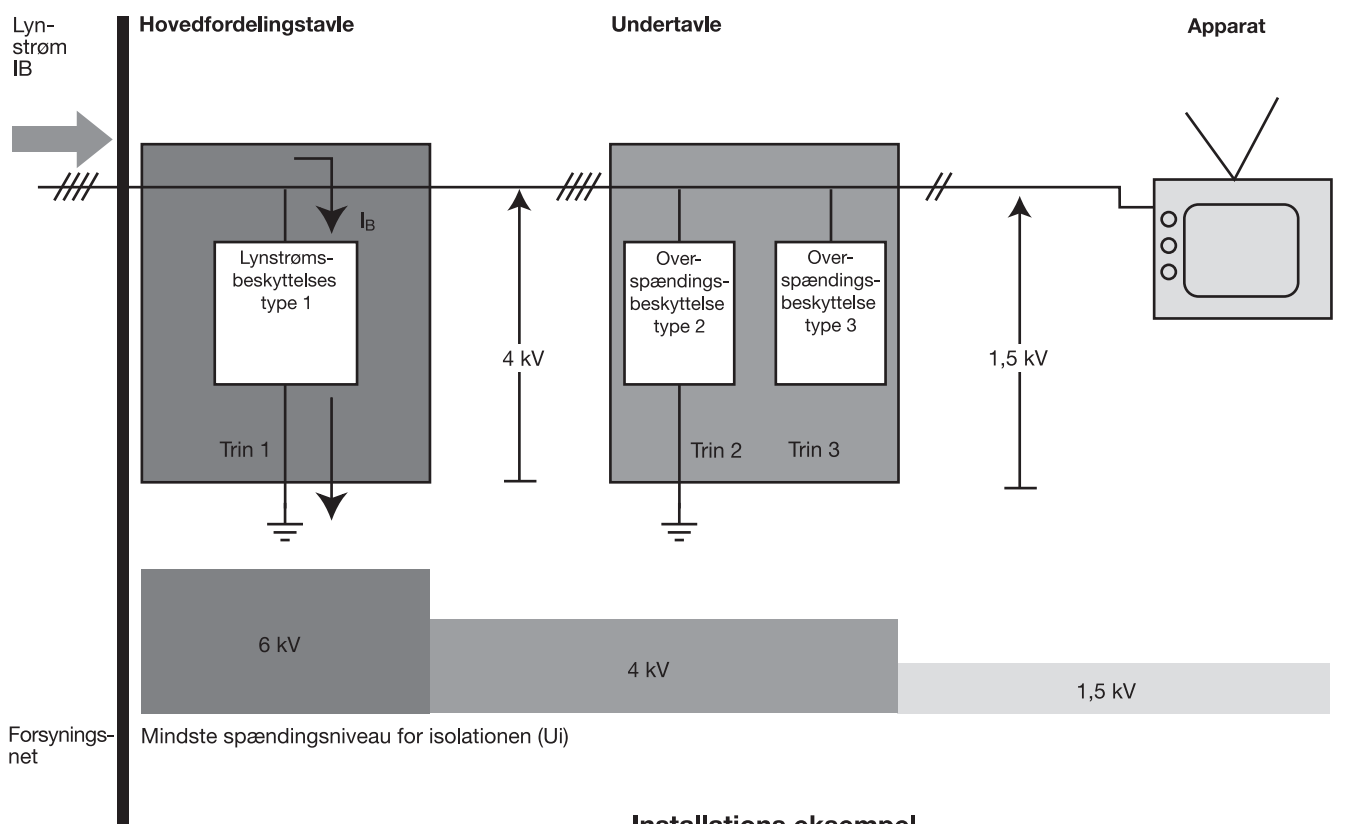 Lyn-
strøm
IB
Hovedfordelingstavle
Undertavle
Apparat
IB
Lynstrøms-
beskyttelses
type 1
Over-
spændings-
beskyttelse
type 2
Over-
spændings-
beskyttelse
type 3
4 kV
1,5 kV
Trin 1
Trin 2
Trin 3
6 kV
4 kV
1,5 kV
Forsynings-
net
Mindste spændingsniveau for isolationen (Ui)
Installations eksempel